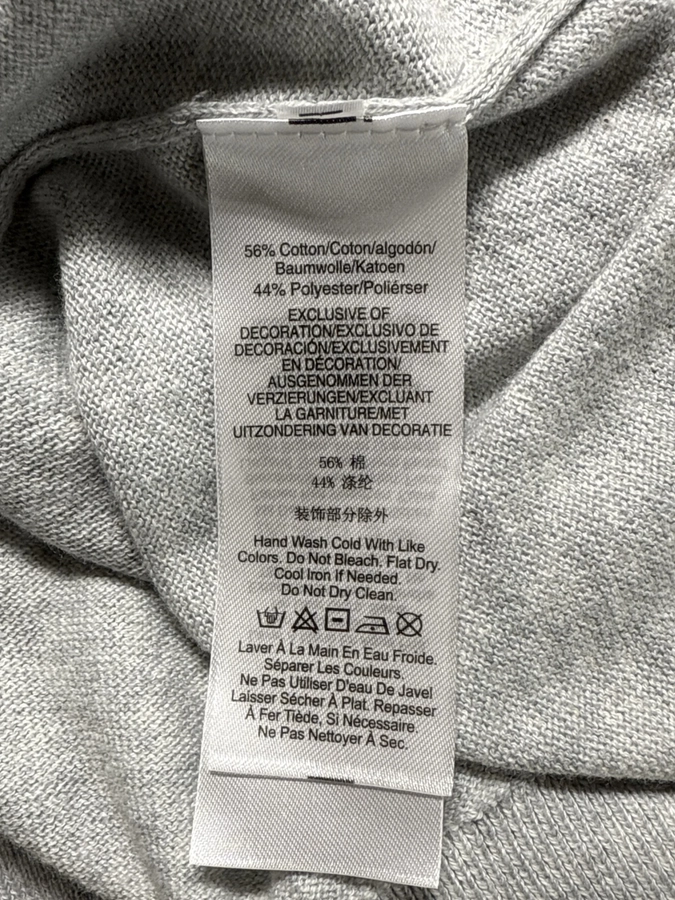 56% Cotton/Coton/algodón/
Baumwolle/Katoen
44% Polyester/Poliérser
EXCLUSIVE OF
DECORATION/EXCLUSIVO DE
DECORACIÓN/EXCLUSIVEMENT
EN DÉCORATION/
AUSGENOMMEN DER
VERZIERUNGEN/EXCLUANT
LA GARNITURE/MET
UITZONDERING VAN DECORATIE
56% 棉
44% 涤纶
装饰部分除外
Hand Wash Cold With Like
Colors. Do Not Bleach. Flat Dry.
Cool Iron If Needed.
Do Not Dry Clean.
Laver À La Main En Eau Froide.
Séparer Les Couleurs.
Ne Pas Utiliser D'eau De Javel
Laisser Sécher À Plat. Repasser
À Fer Tiède, Si Nécessaire.
Ne Pas Nettoyer À Sec.